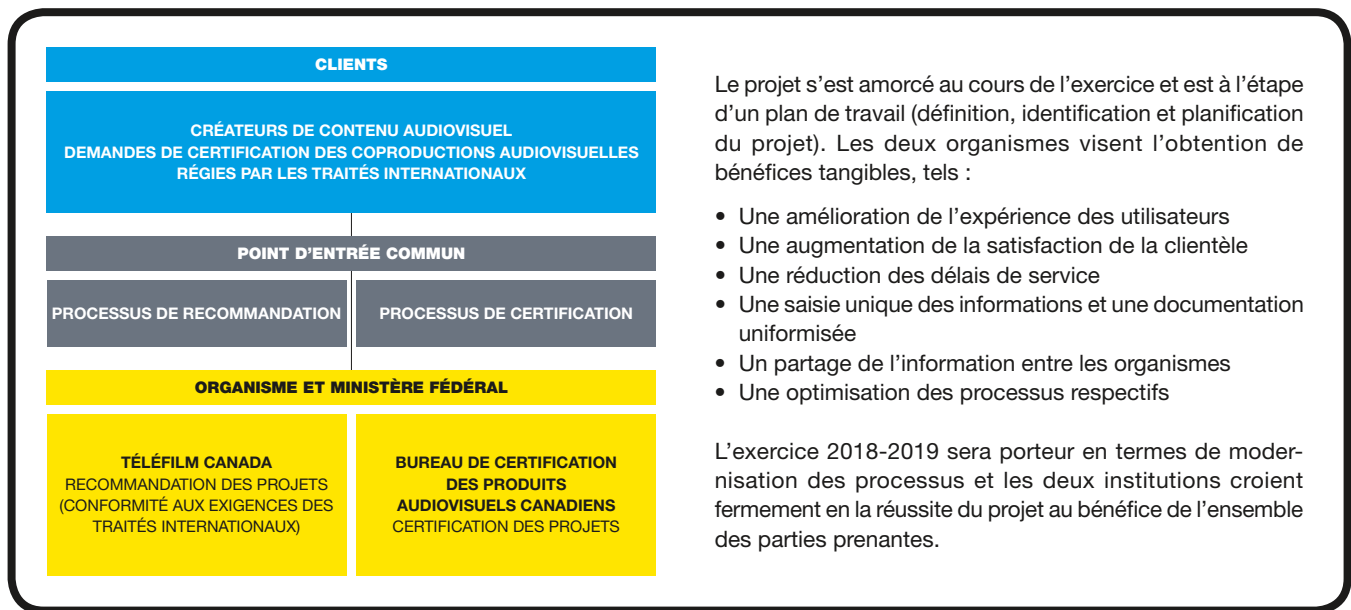 CLIENTS
CRÉATEURS DE CONTENU AUDIOVISUEL
DEMANDES DE CERTIFICATION DES COPRODUCTIONS AUDIOVISUELLES
RÉGIES PAR LES TRAITÉS INTERNATIONAUX
POINT D'ENTRÉE COMMUN
PROCESSUS DE RECOMMANDATION
PROCESSUS DE CERTIFICATION
ORGANISME ET MINISTÈRE FÉDÉRAL
TÉLÉFILM CANADA
RECOMMANDATION DES PROJETS
(CONFORMITÉ AUX EXIGENCES DES
TRAITÉS INTERNATIONAUX)
BUREAU DE CERTIFICATION
DES PRODUITS
AUDIOVISUELS CANADIENS
CERTIFICATION DES PROJETS
Le projet s’est amorcé au cours de l’exercice et est à l’étape
d’un plan de travail (définition, identification et planification
du projet). Les deux organismes visent l’obtention de
bénéfices tangibles, tels :
• Une amélioration de l’expérience des utilisateurs
• Une augmentation de la satisfaction de la clientèle
• Une réduction des délais de service
• Une saisie unique des informations et une documentation
uniformisée
• Un partage de l’information entre les organismes
• Une optimisation des processus respectifs
L’exercice 2018-2019 sera porteur en termes de moder-
nisation des processus et les deux institutions croient
fermement en la réussite du projet au bénéfice de l’ensemble
des parties prenantes.